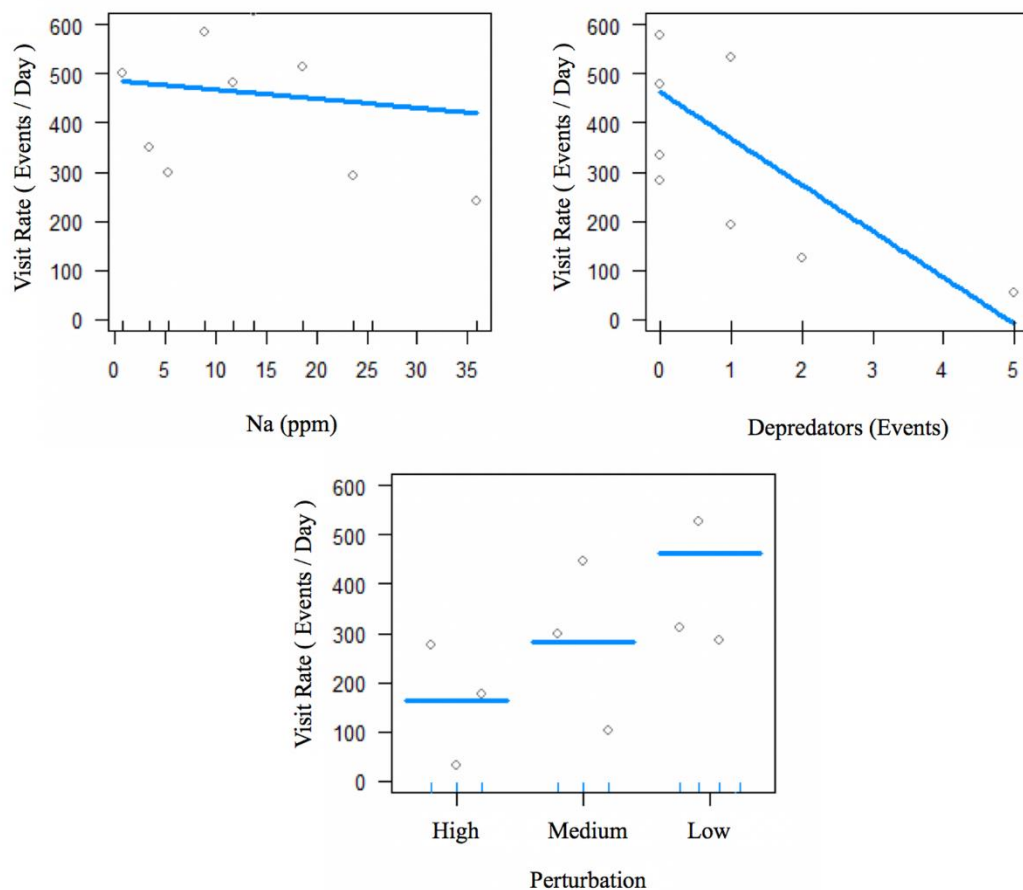 Visit Rate ( Events / Day )
600
500
400
300
200
100
0
0 5 10 15 20 25 30 35
Na (ppm)
Visit Rate ( Events / Day )
600
500
400
300
200
100
0
0 1 2 3 4 5
Depredators (Events)
Visit Rate ( Events / Day )
600
500
400
300
200
100
0
High Medium Low
Perturbation